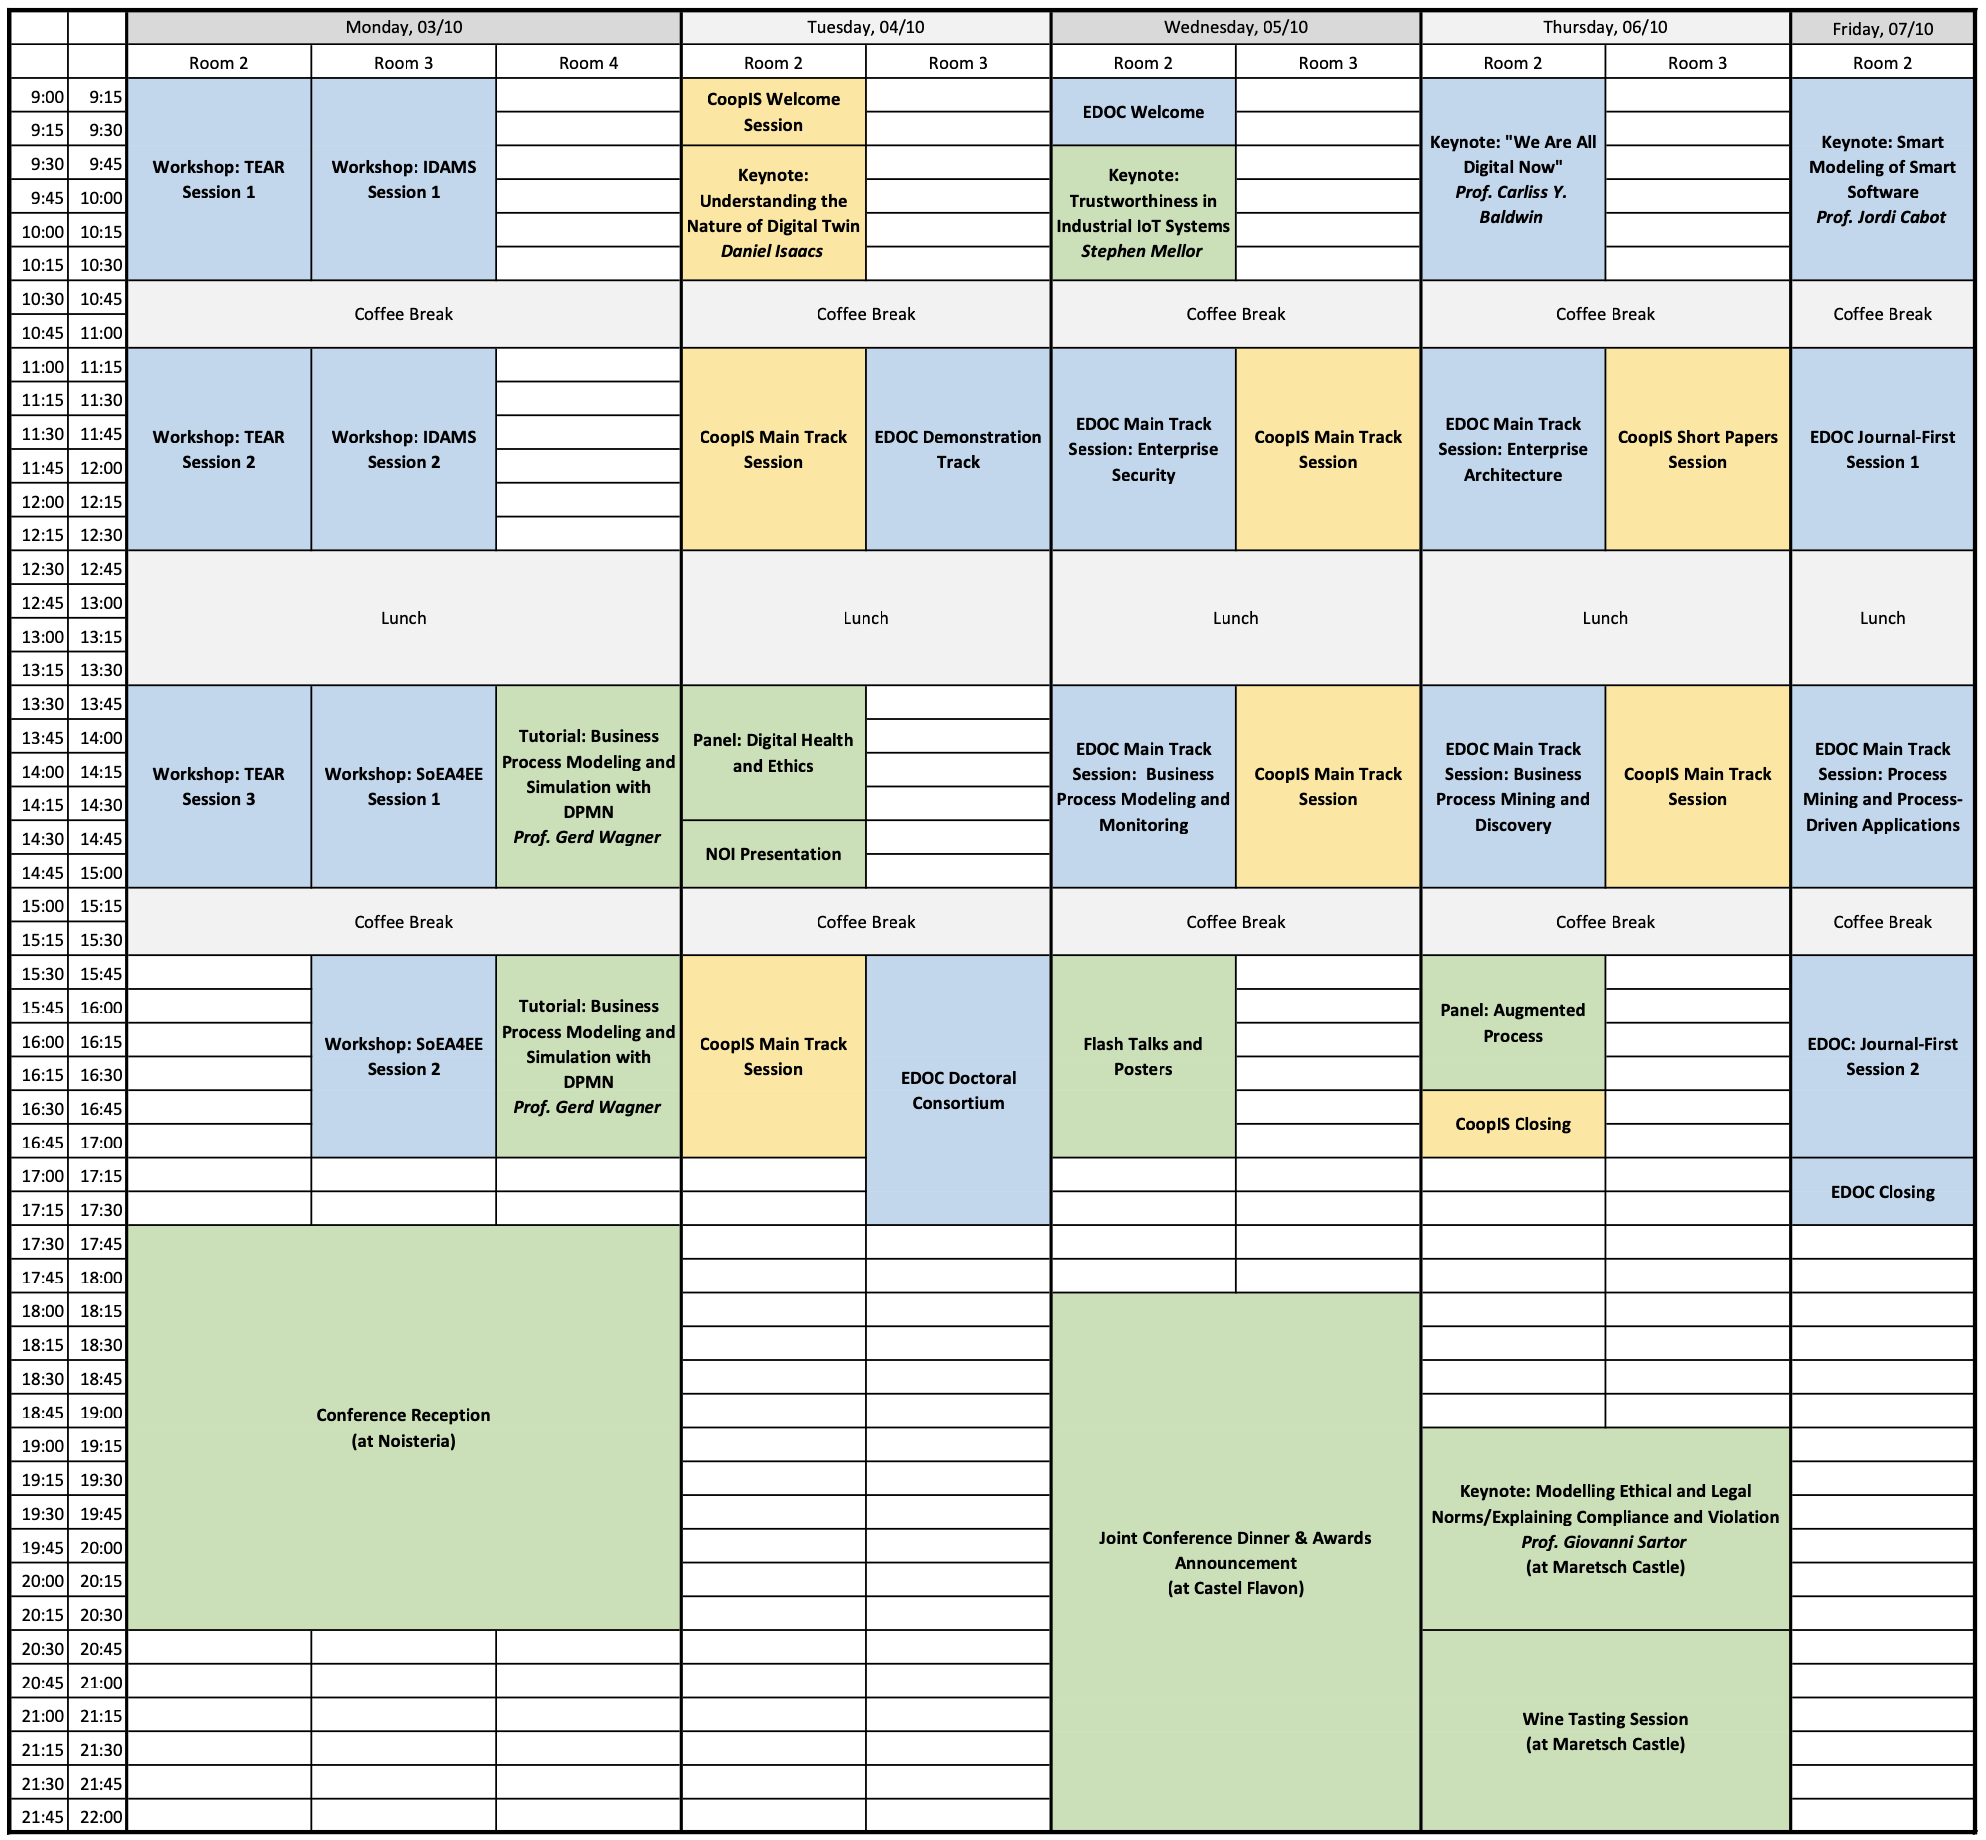 Monday, 03/10 Tuesday, 04/10 Wednesday, 05/10 Thursday, 06/10 Friday, 07/10
Room 2 Room 3 Room 4 Room 2 Room 3 Room 2 Room 3 Room 2 Room 3 Room 2
9:00 9:15
9:15 9:30
9:30 9:45
9:45 10:00
10:00 10:15
10:15 10:30
Workshop: TEAR
Session 1
Workshop: IDAMS
Session 1
CoopIS Welcome
Session
Keynote:
Understanding the
Nature of Digital Twin
Daniel Isaacs
EDOC Welcome
Keynote:
Trustworthiness in
Industrial IoT Systems
Stephen Mellor
Keynote: "We Are All
Digital Now"
Prof. Carliss Y.
Baldwin
Keynote: Smart
Modeling of Smart
Software
Prof. Jordi Cabot
10:30 10:45
10:45 11:00
Coffee Break Coffee Break Coffee Break Coffee Break Coffee Break
11:00 11:15
11:15 11:30
11:30 11:45
11:45 12:00
12:00 12:15
12:15 12:30
Workshop: TEAR
Session 2
Workshop: IDAMS
Session 2
CoopIS Main Track
Session
EDOC Demonstration
Track
EDOC Main Track
Session: Enterprise
Security
CoopIS Main Track
Session
EDOC Main Track
Session: Enterprise
Architecture
CoopIS Short Papers
Session
EDOC Journal-First
Session 1
12:30 12:45
12:45 13:00
13:00 13:15
13:15 13:30
Lunch Lunch Lunch Lunch Lunch
13:30 13:45
13:45 14:00
14:00 14:15
14:15 14:30
14:30 14:45
14:45 15:00
Workshop: TEAR
Session 3
Workshop: SoEA4EE
Session 1
Tutorial: Business
Process Modeling and
Simulation with
DPMN
Prof. Gerd Wagner
Panel: Digital Health
and Ethics
NOI Presentation
EDOC Main Track
Session:  Business
Process Modeling and
Monitoring
CoopIS Main Track
Session
EDOC Main Track
Session: Business
Process Mining and
Discovery
CoopIS Main Track
Session
EDOC Main Track
Session: Process
Mining and Process-
Driven Applications
15:00 15:15
15:15 15:30
Coffee Break Coffee Break Coffee Break Coffee Break Coffee Break
15:30 15:45
15:45 16:00
16:00 16:15
16:15 16:30
16:30 16:45
16:45 17:00
17:00 17:15
17:15 17:30
Workshop: SoEA4EE
Session 2
Tutorial: Business
Process Modeling and
Simulation with
DPMN
Prof. Gerd Wagner
CoopIS Main Track
Session
EDOC Doctoral
Consortium
Flash Talks and
Posters
Panel: Augmented
Process
CoopIS Closing
EDOC: Journal-First
Session 2
EDOC Closing
17:30 17:45
17:45 18:00
18:00 18:15
18:15 18:30
18:30 18:45
18:45 19:00
19:00 19:15
19:15 19:30
19:30 19:45
19:45 20:00
20:00 20:15
20:15 20:30
20:30 20:45
20:45 21:00
21:00 21:15
21:15 21:30
21:30 21:45
21:45 22:00
Conference Reception
(at Noisteria)
Joint Conference Dinner & Awards
Announcement
(at Castel Flavon)
Keynote: Modelling Ethical and Legal
Norms/Explaining Compliance and Violation
Prof. Giovanni Sartor
(at Maretsch Castle)
Wine Tasting Session
(at Maretsch Castle)